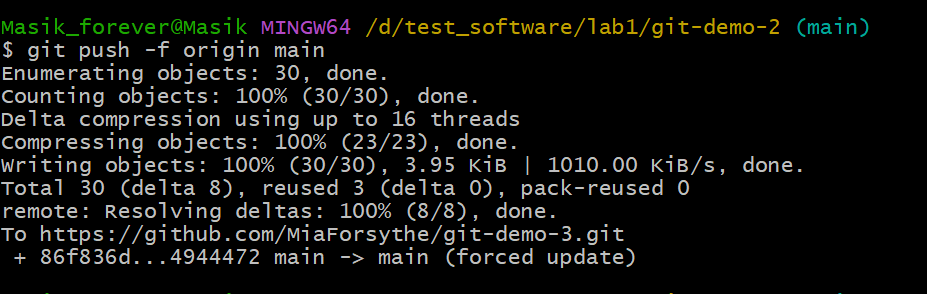 Masik_forever@Masik MINGW64 /d/test_software/lab1/git-demo-2 (main)
$ git push -f origin main
Enumerating objects: 30, done.
Counting objects: 100% (30/30), done.
Delta compression using up to 16 threads
Compressing objects: 100% (23/23), done.
Writing objects: 100% (30/30), 3.95 KiB | 1010.00 KiB/s, done.
Total 30 (delta 8), reused 3 (delta 0), pack-reused 0
remote: Resolving deltas: 100% (8/8), done.
To https://github.com/MiaForsythe/git-demo-3.git
 + 86f836d...4944472 main -> main (forced update)